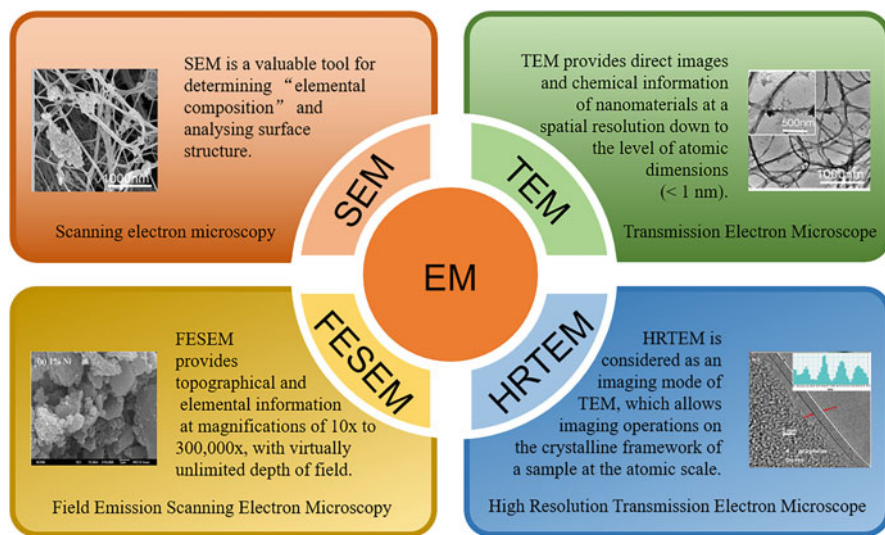 SEM is a valuable tool for
determining “elemental
composition” and
analysing surface
structure.
1000nm
Scanning electron microscopy
SEM
TEM provides direct images
and chemical information
of nanomaterials at a
spatial resolution down to
the level of atomic
dimensions
(< 1 nm).
500nm
1000nm
Transmission Electron Microscope
TEM
EM
FESEM
provides
topographical and
elemental information
at magnifications of 10x to
300,000x, with virtually
unlimited depth of field.
1% Ni
Field Emission Scanning Electron Microscopy
FESEM
HRTEM is
considered as an
imaging mode of
TEM, which allows
imaging operations on
the crystalline framework of
a sample at the atomic scale.
High Resolution Transmission Electron Microscope
HRTEM